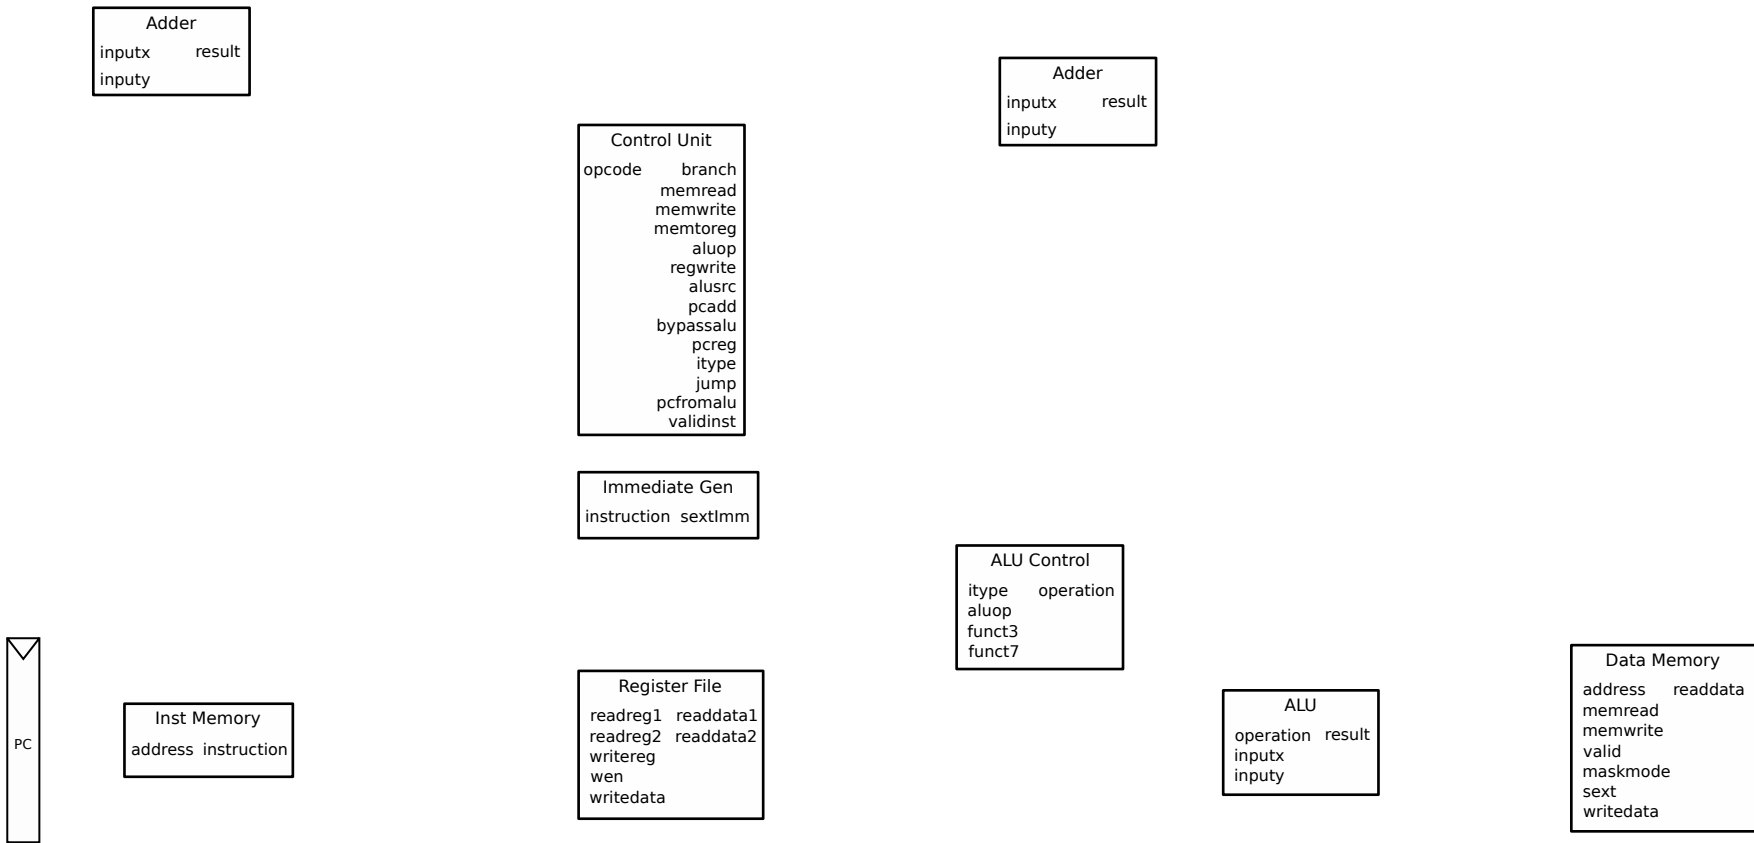 Adder
inputx result
inputy
Adder
inputx result
inputy
Control Unit
opcode branch
memread
memwrite
memtoreg
aluop
regwrite
alusrc
pcadd
bypassalu
pcreg
itype
jump
pcfromalu
validinst
Immediate Gen
instruction sextImm
ALU Control
itype operation
aluop
funct3
funct7
PC
Inst Memory
address instruction
Register File
readreg1 readdata1
readreg2 readdata2
writereg
wen
writedata
ALU
operation result
inputx
inputy
Data Memory
address readdata
memread
memwrite
valid
maskmode
sext
writedata